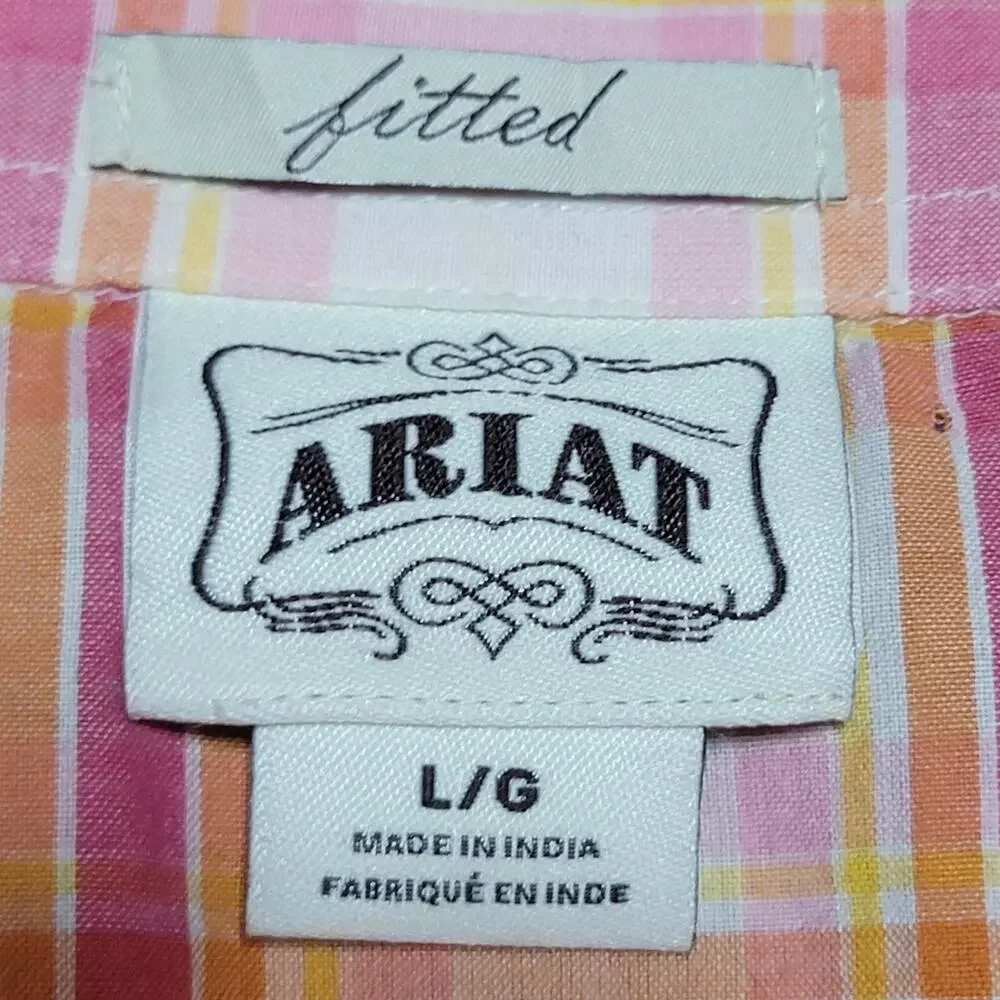 fitted
ARIAT
L/G
MADE IN INDIA
FABRIQUÉ EN INDE